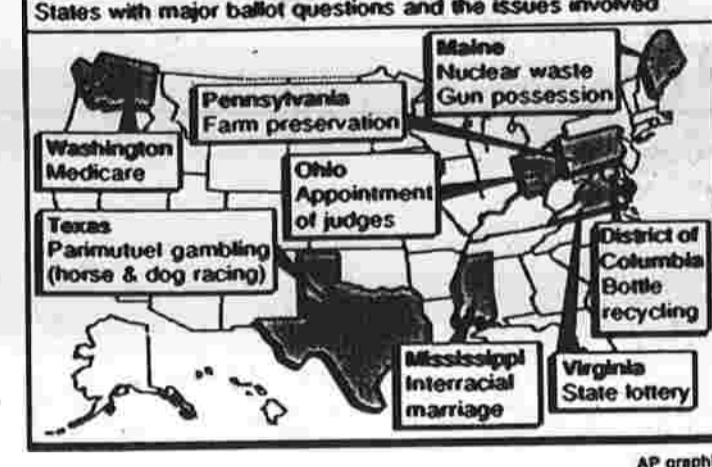 States with major ballot questions and the issues involved
Maine
Nuclear waste
Gun possession
Pennsylvania
Farm preservation
Washington
Medicare
Ohio
Appointment
of judges
Texas
Parimutuel gambling
(horse & dog racing)
District of
Columbia
Bottle
recycling
Mississippi
Interracial
marriage
Virginia
State lottery
AP graphi